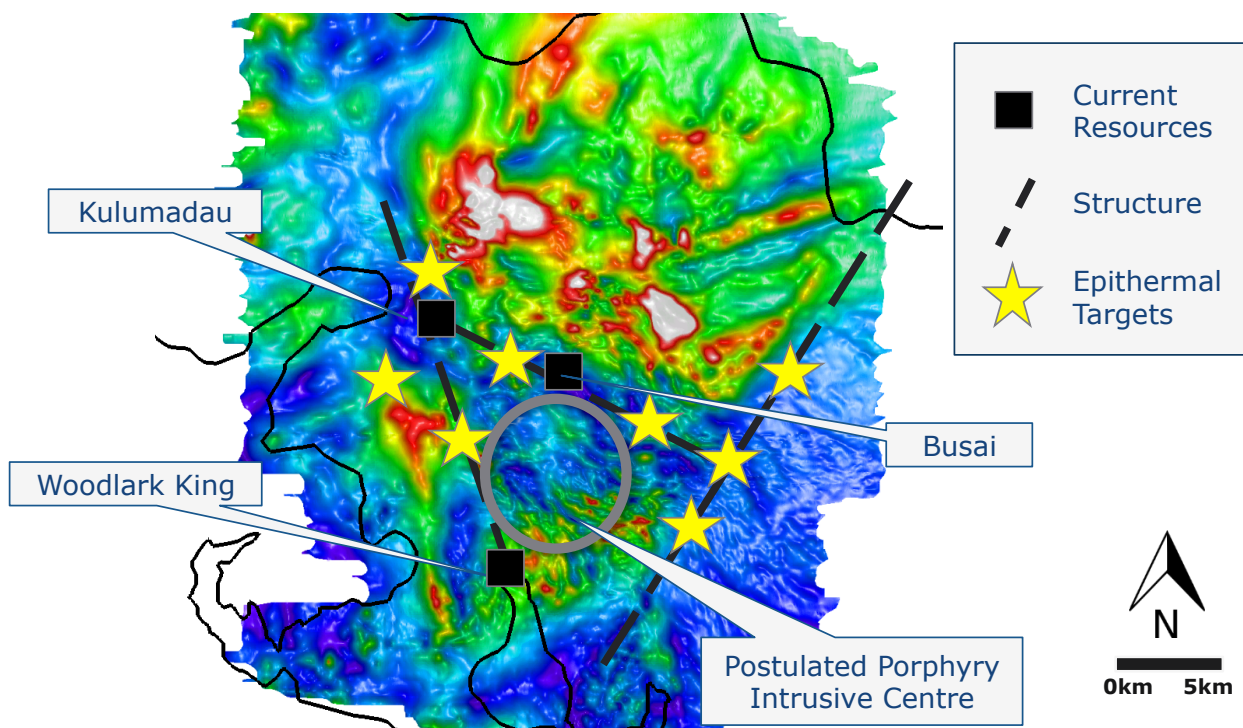 Current
Resources
Structure
Epithermal
Targets
Kulumadau
Busai
Woodlark King
Postulated Porphyry
Intrusive Centre
N
0km 5km